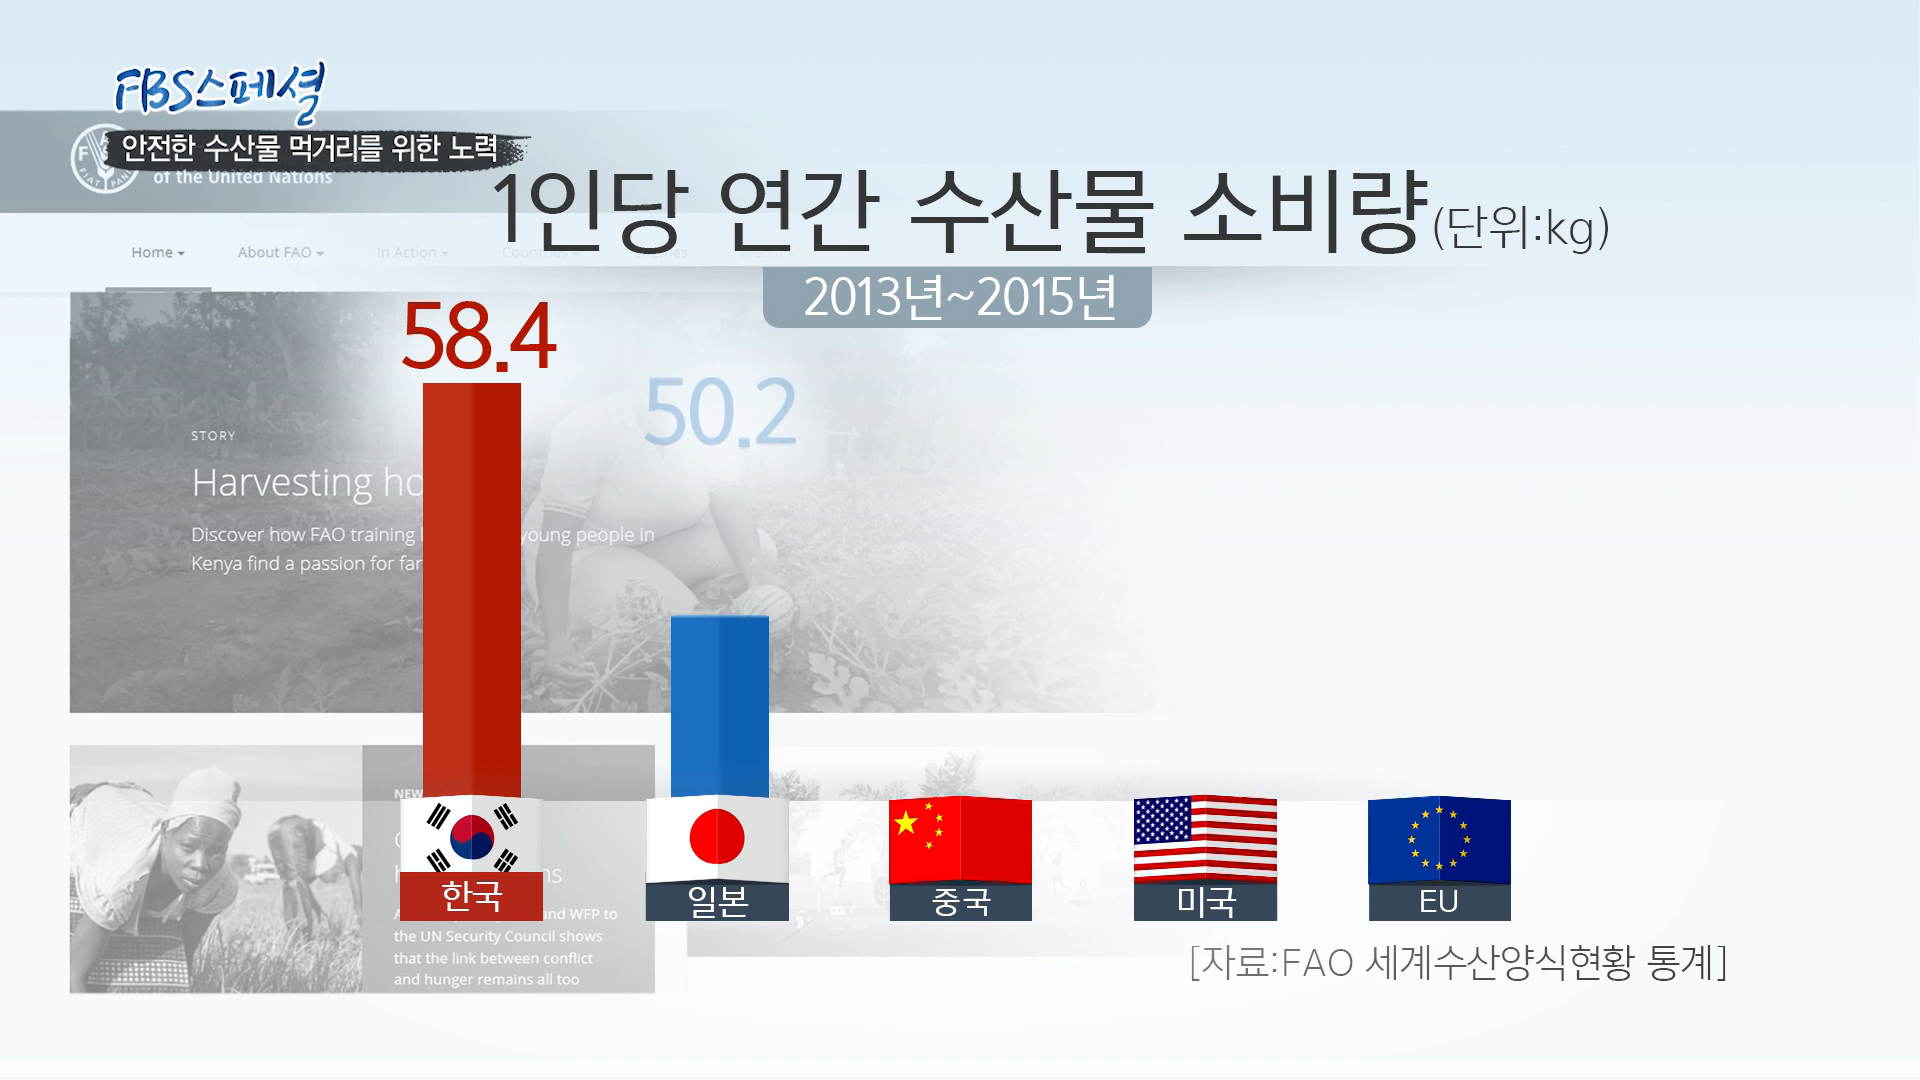 FBS스페셜
안전한 수산물 먹거리를 위한 노력
of the United Nations
1인당 연간 수산물 소비량(단위:kg)
2013년~2015년
Home About FAO In Action Countries
58.4
50.2
STORY
Harvesting
Discover how FAO training young people in
Kenya find a passion for
한국
일본
중국
미국
EU
and WFP to
the UN Security Council shows
that the link between conflict
and hunger remains all too
[자료:FAO 세계수산양식현황 통계]